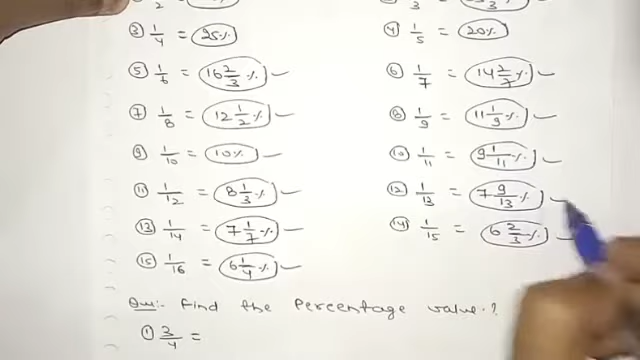 2 3 3
③ 1/4 = 25% ④ 1/5 = 20%
⑤ 1/6 = 16 2/3 % ⑥ 1/7 = 14 2/7 %
⑦ 1/8 = 12 1/2 % ⑧ 1/9 = 11 1/9 %
⑨ 1/10 = 10% ⑩ 1/11 = 9 1/11 %
⑪ 1/12 = 8 1/3 % ⑫ 1/13 = 7 9/13 %
⑬ 1/14 = 7 1/7 % ⑭ 1/15 = 6 2/3 %
⑮ 1/16 = 6 1/4 %
Que:- Find the Percentage value.?
① 3/4 =